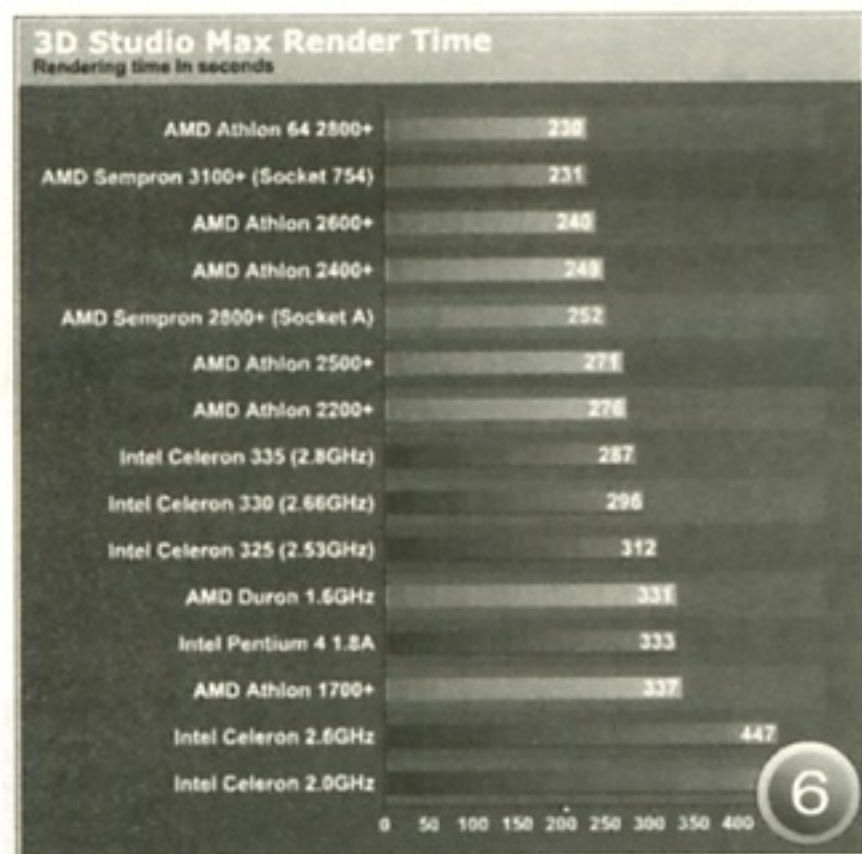 3D Studio Max Render Time
Rendering time in seconds
AMD Athlon 64 2800+ 230
AMD Sempron 3100+ (Socket 754) 231
AMD Athlon 2600+ 240
AMD Athlon 2400+ 249
AMD Sempron 2800+ (Socket A) 252
AMD Athlon 2500+ 271
AMD Athlon 2200+ 276
Intel Celeron 335 (2.8GHz) 287
Intel Celeron 330 (2.66GHz) 296
Intel Celeron 325 (2.53GHz) 312
AMD Duron 1.6GHz 331
Intel Pentium 4 1.8A 333
AMD Athlon 1700+ 337
Intel Celeron 2.6GHz 447
Intel Celeron 2.0GHz
6
0 50 100 150 200 250 300 350 400